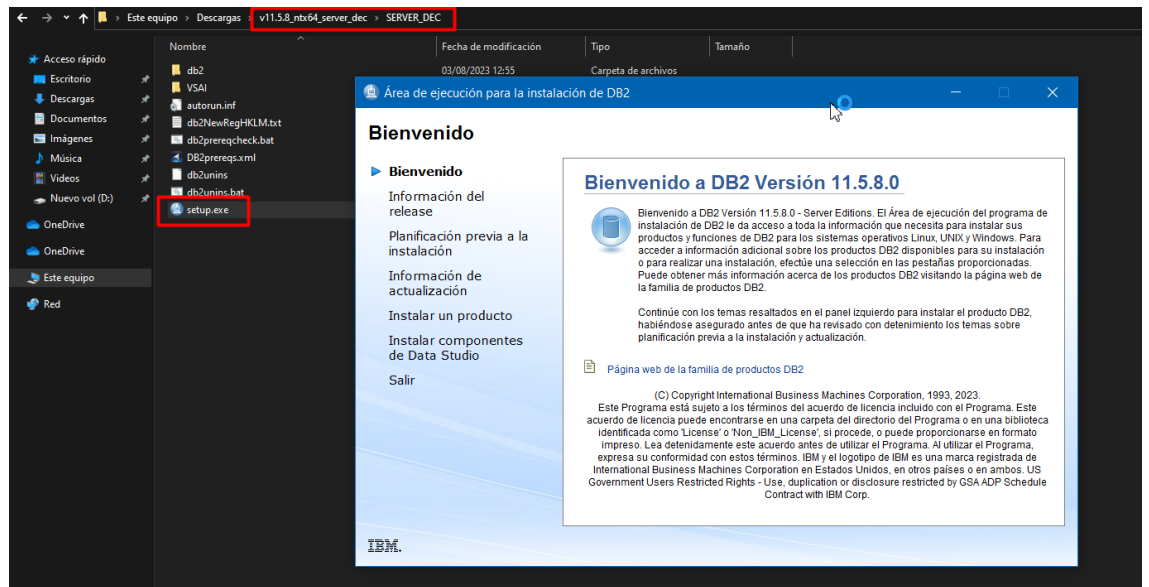 Este equipo > Descargas > v11.5.8_ntx64_server_dec > SERVER_DEC
Nombre
Fecha de modificación
Tipo
Tamaño
Acceso rápido
Escritorio
Descargas
Documentos
Imágenes
Música
Videos
Nuevo vol (D:)
OneDrive
OneDrive
Este equipo
Red
db2
03/08/2023 12:55
Carpeta de archivos
VSAI
autorun.inf
db2NewRegHKLM.txt
db2prereqcheck.bat
DB2prereqs.xml
db2unins
db2unins.bat
setup.exe
Área de ejecución para la instalación de DB2
Bienvenido
Bienvenido
Información del
release
Planificación previa a la
instalación
Información de
actualización
Instalar un producto
Instalar componentes
de Data Studio
Salir
Bienvenido a DB2 Versión 11.5.8.0
Bienvenido a DB2 Versión 11.5.8.0 - Server Editions. El Área de ejecución del programa de
instalación de DB2 le da acceso a toda la información que necesita para instalar sus
productos y funciones de DB2 para los sistemas operativos Linux, UNIX y Windows. Para
acceder a información adicional sobre los productos DB2 disponibles para su instalación
o para realizar una instalación, efectúe una selección en las pestañas proporcionadas.
Puede obtener más información acerca de los productos DB2 visitando la página web de
la familia de productos DB2.
Continúe con los temas resaltados en el panel izquierdo para instalar el producto DB2,
habiéndose asegurado antes de que ha revisado con detenimiento los temas sobre
planificación previa a la instalación y actualización.
Página web de la familia de productos DB2
(C) Copyright International Business Machines Corporation, 1993, 2023.
Este Programa está sujeto a los términos del acuerdo de licencia incluido con el Programa. Este
acuerdo de licencia puede encontrarse en una carpeta del directorio del Programa o en una biblioteca
identificada como 'License' o 'Non_IBM_License', si procede, o puede proporcionarse en formato
impreso. Lea detenidamente este acuerdo antes de utilizar el Programa. Al utilizar el Programa,
expresa su conformidad con estos términos. IBM y el logotipo de IBM es una marca registrada de
International Business Machines Corporation en Estados Unidos, en otros países o en ambos. US
Government Users Restricted Rights - Use, duplication or disclosure restricted by GSA ADP Schedule
Contract with IBM Corp.
IBM.